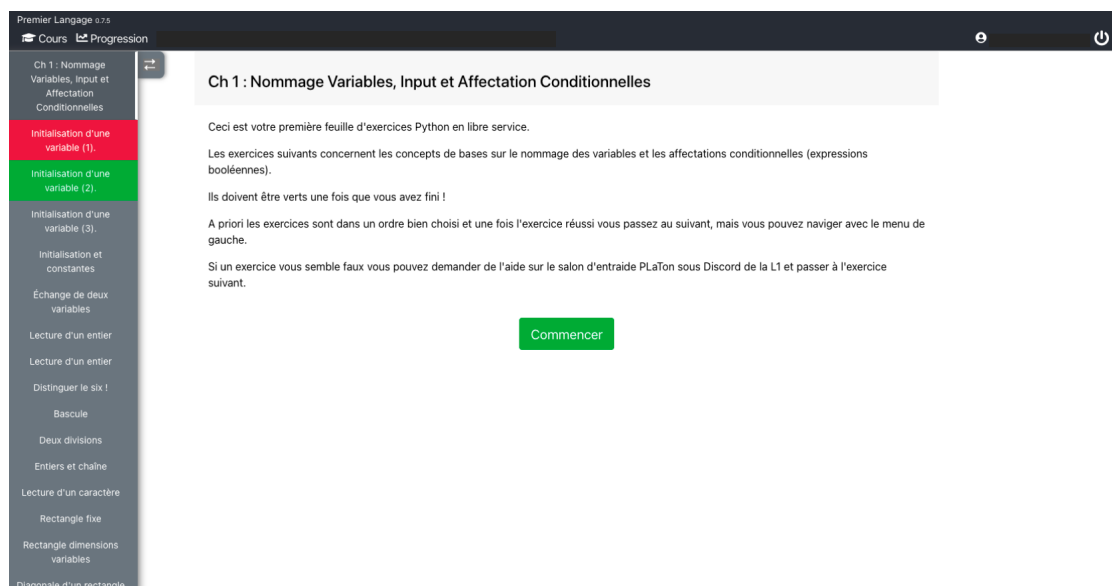 Premier Langage 0.7.5
Cours Progression
Ch 1 : Nommage
Variables, Input et
Affectation
Conditionnelles
Initialisation d'une
variable (1).
Initialisation d'une
variable (2).
Initialisation d'une
variable (3).
Initialisation et
constantes
Échange de deux
variables
Lecture d'un entier
Lecture d'un entier
Distinguer le six !
Bascule
Deux divisions
Entiers et chaîne
Lecture d'un caractère
Rectangle fixe
Rectangle dimensions
variables
Diagonale d'un rectangle
Ch 1 : Nommage Variables, Input et Affectation Conditionnelles
Ceci est votre première feuille d'exercices Python en libre service.
Les exercices suivants concernent les concepts de bases sur le nommage des variables et les affectations conditionnelles (expressions
booléennes).
Ils doivent être verts une fois que vous avez fini !
A priori les exercices sont dans un ordre bien choisi et une fois l'exercice réussi vous passez au suivant, mais vous pouvez naviger avec le menu de
gauche.
Si un exercice vous semble faux vous pouvez demander de l'aide sur le salon d'entraide PLaTon sous Discord de la L1 et passer à l'exercice
suivant.
Commencer